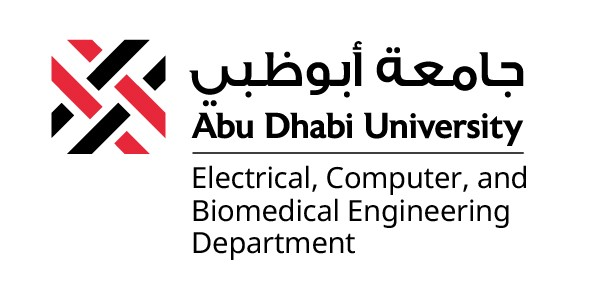 جامعة أبوظبي
Abu Dhabi University
Electrical, Computer, and
Biomedical Engineering
Department